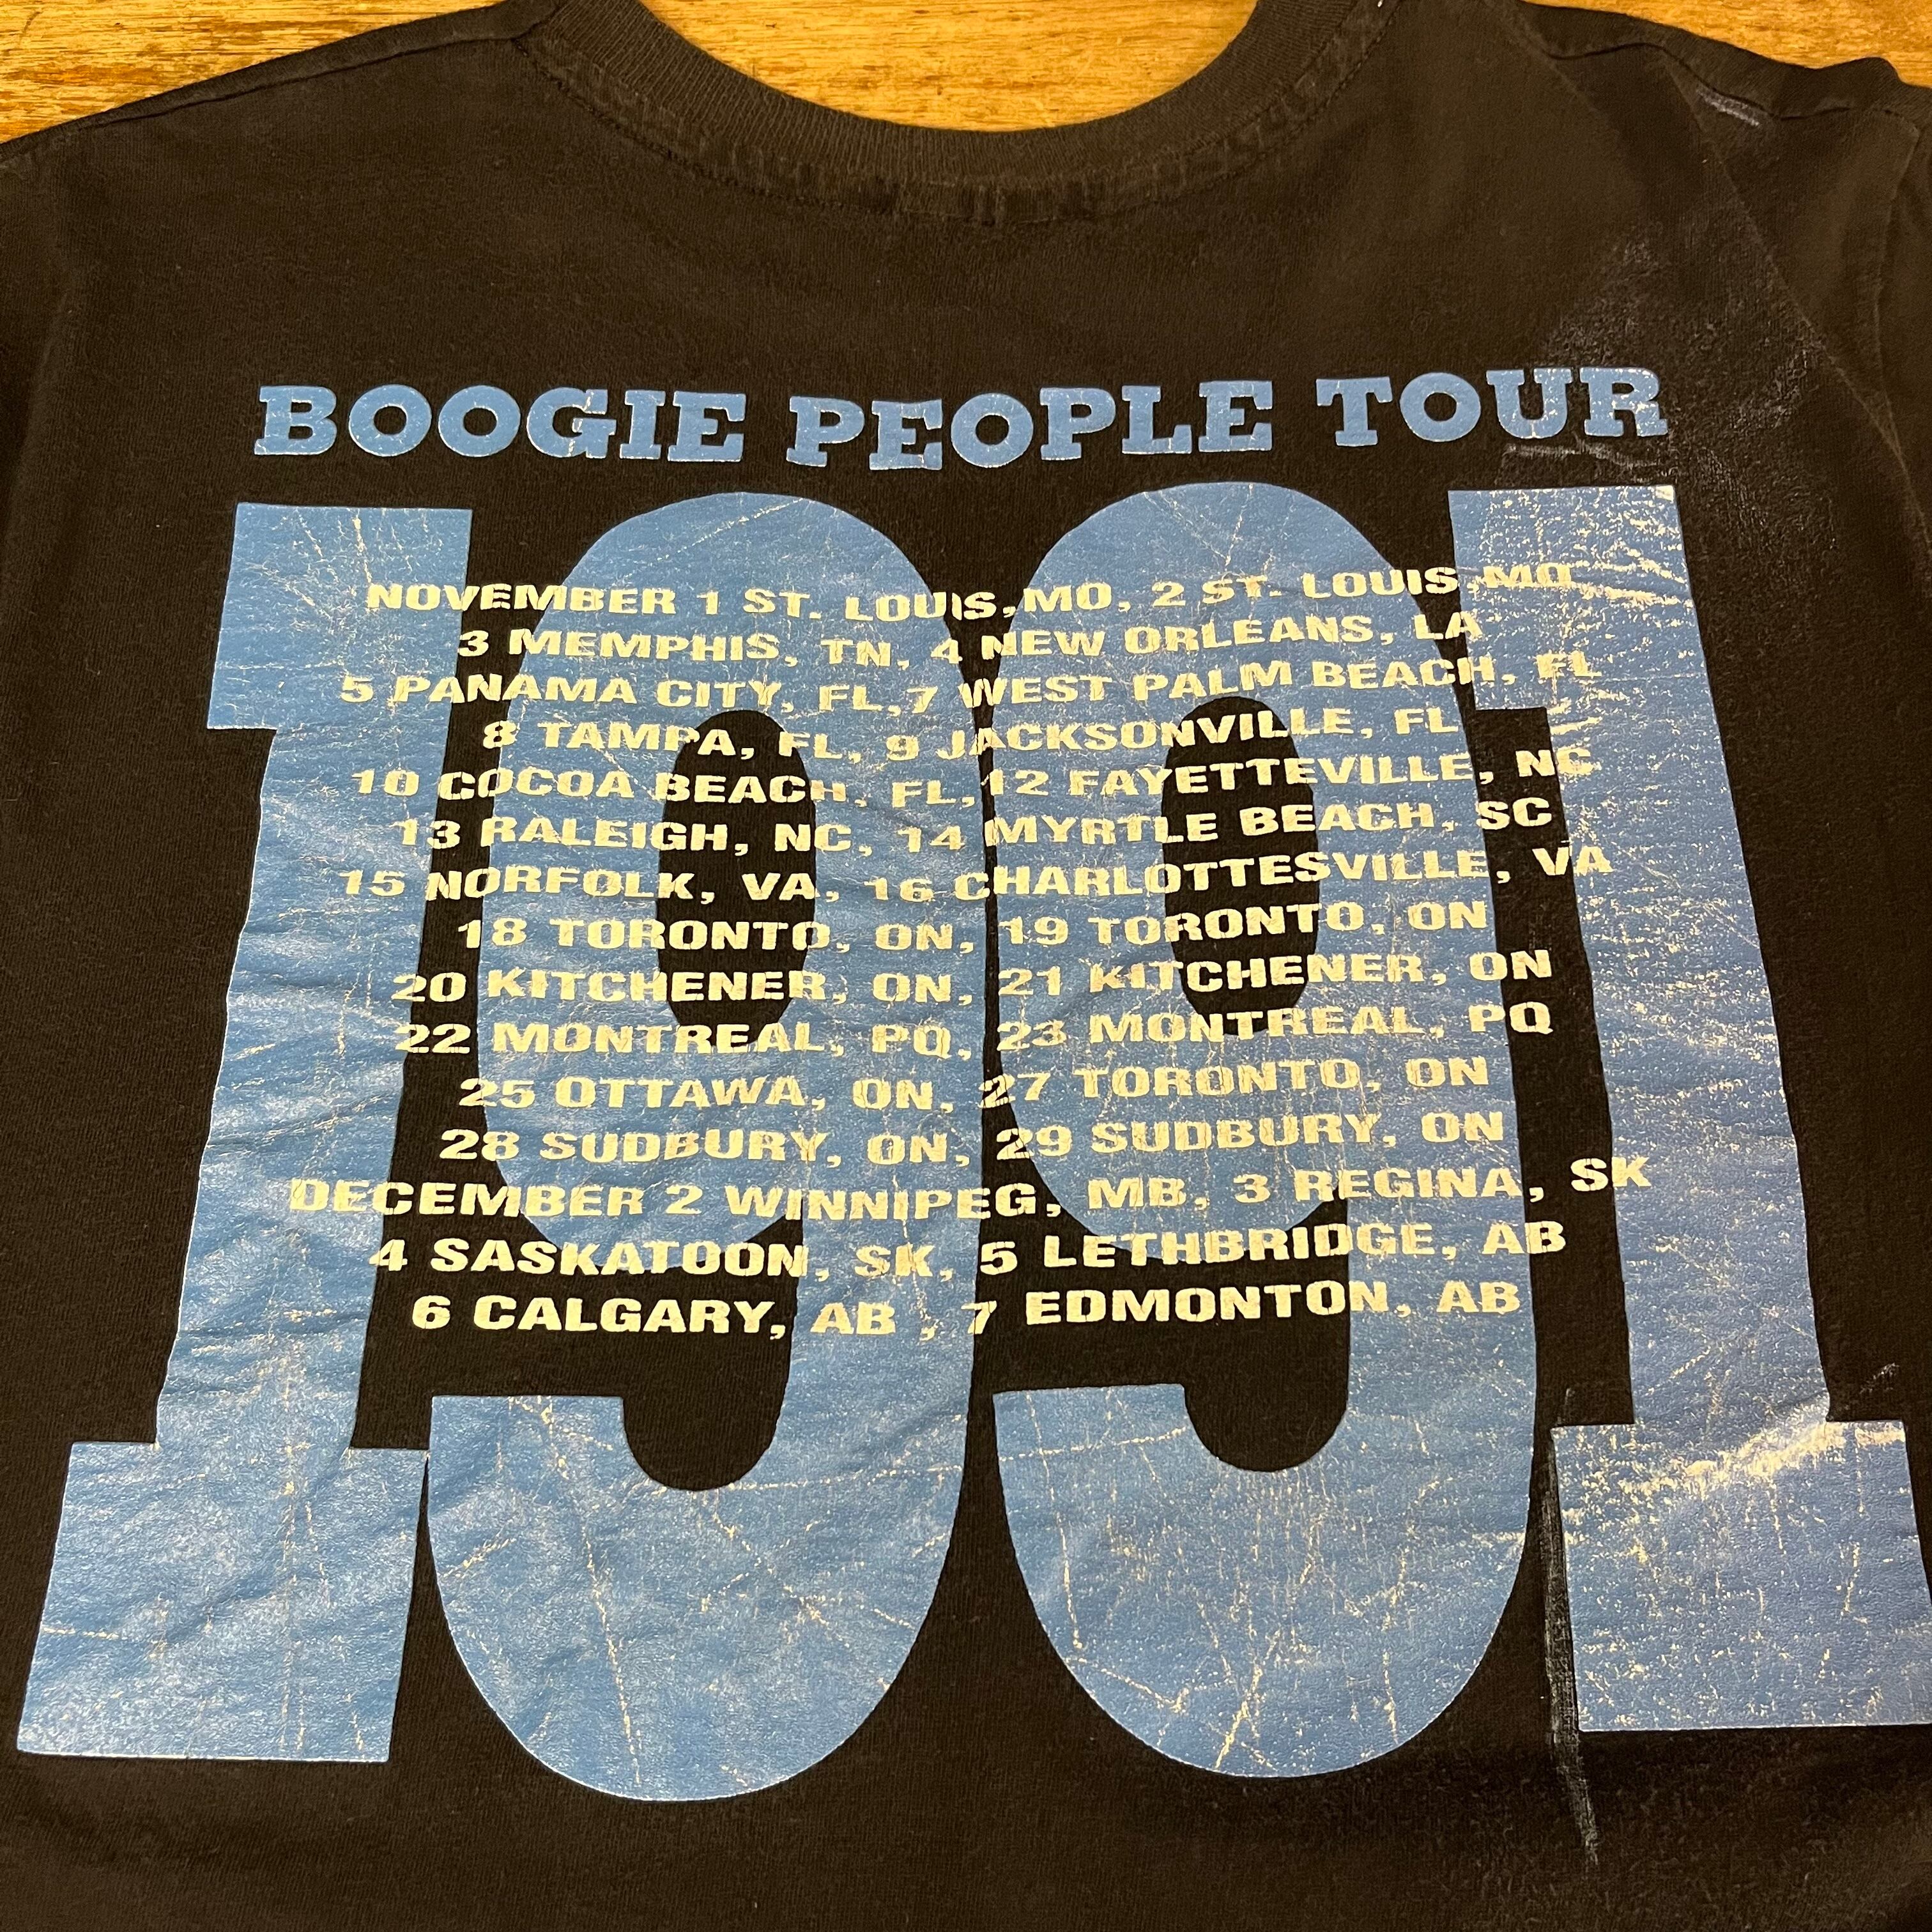 BOOGIE PEOPLE TOUR
1991
NOVEMBER 1 ST. LOUIS, MO, 2 ST. LOUIS, MO
3 MEMPHIS, TN, 4 NEW ORLEANS, LA
5 PANAMA CITY, FL, 7 WEST PALM BEACH, FL
8 TAMPA, FL, 9 JACKSONVILLE, FL
10 COCOA BEACH, FL, 12 FAYETTEVILLE, NC
13 RALEIGH, NC, 14 MYRTLE BEACH, SC
15 NORFOLK, VA, 16 CHARLOTTESVILLE, VA
18 TORONTO, ON, 19 TORONTO, ON
20 KITCHENER, ON, 21 KITCHENER, ON
22 MONTREAL, PQ, 23 MONTREAL, PQ
25 OTTAWA, ON, 27 TORONTO, ON
28 SUDBURY, ON, 29 SUDBURY, ON
DECEMBER 2 WINNIPEG, MB, 3 REGINA, SK
4 SASKATOON, SK, 5 LETHBRIDGE, AB
6 CALGARY, AB , 7 EDMONTON, AB